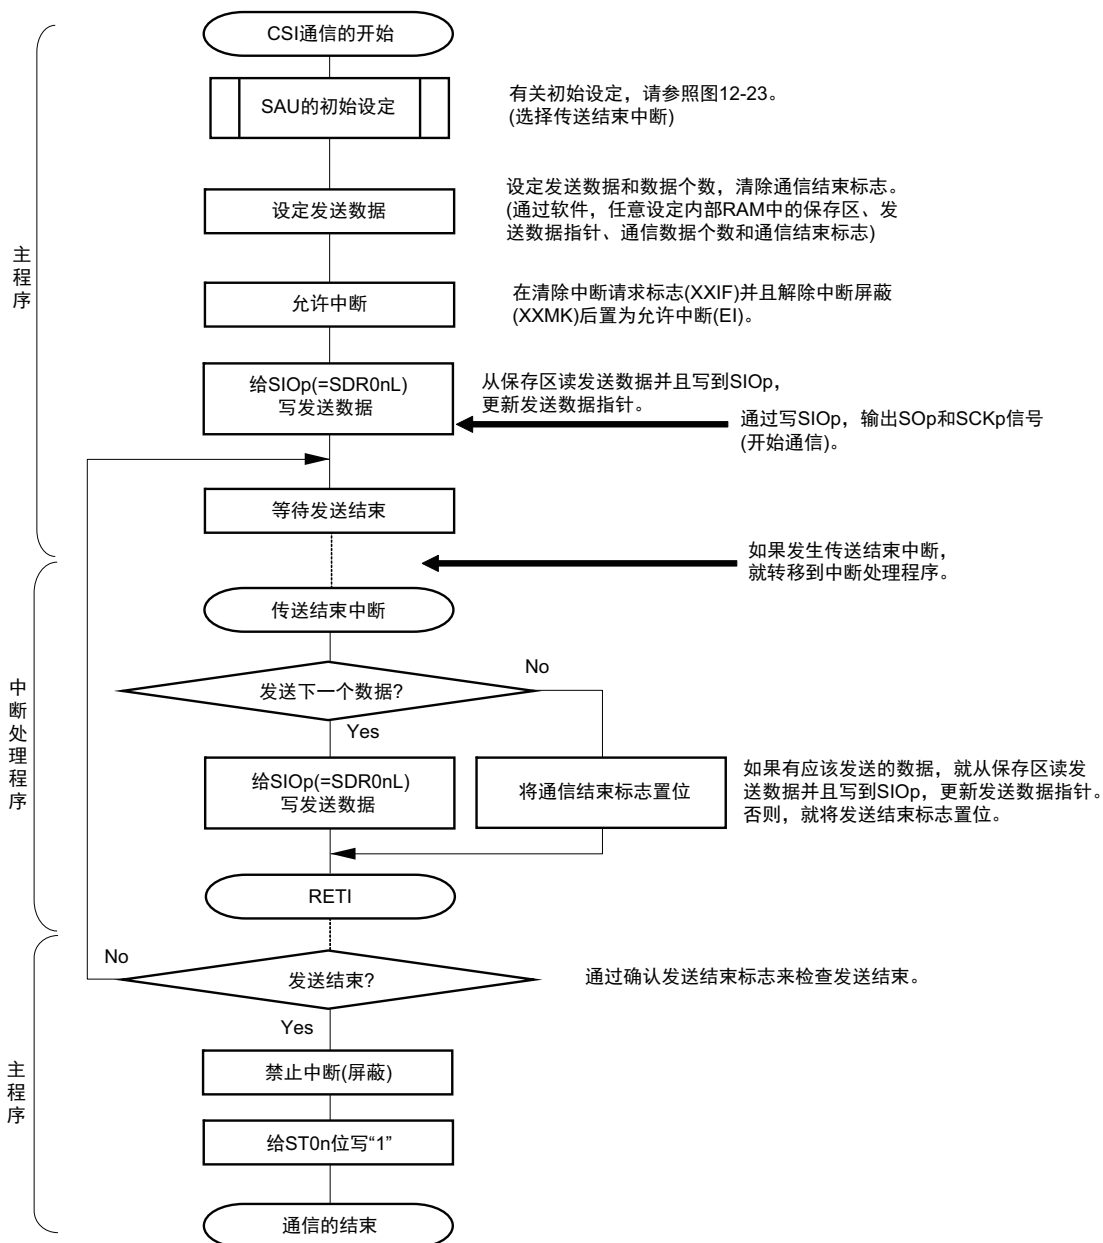 CSI通信的开始
SAU的初始设定
有关初始设定，请参照图12-23。
(选择传送结束中断)
设定发送数据
设定发送数据和数据个数，清除通信结束标志。
(通过软件，任意设定内部RAM中的保存区、发
送数据指针、通信数据个数和通信结束标志)
主程序
允许中断
在清除中断请求标志(XXIF)并且解除中断屏蔽
(XXMK)后置为允许中断(EI)。
给SIOp(=SDR0nL)
写发送数据
从保存区读发送数据并且写到SIOp，
更新发送数据指针。
通过写SIOp，输出SOp和SCKp信号
(开始通信)。
等待发送结束
如果发生传送结束中断，
就转移到中断处理程序。
传送结束中断
中断处理程序
发送下一个数据?
No
Yes
给SIOp(=SDR0nL)
写发送数据
将通信结束标志置位
如果有应该发送的数据，就从保存区读发
送数据并且写到SIOp，更新发送数据指针。
否则，就将发送结束标志置位。
RETI
No
发送结束?
通过确认发送结束标志来检查发送结束。
Yes
主程序
禁止中断(屏蔽)
给ST0n位写“1”
通信的结束